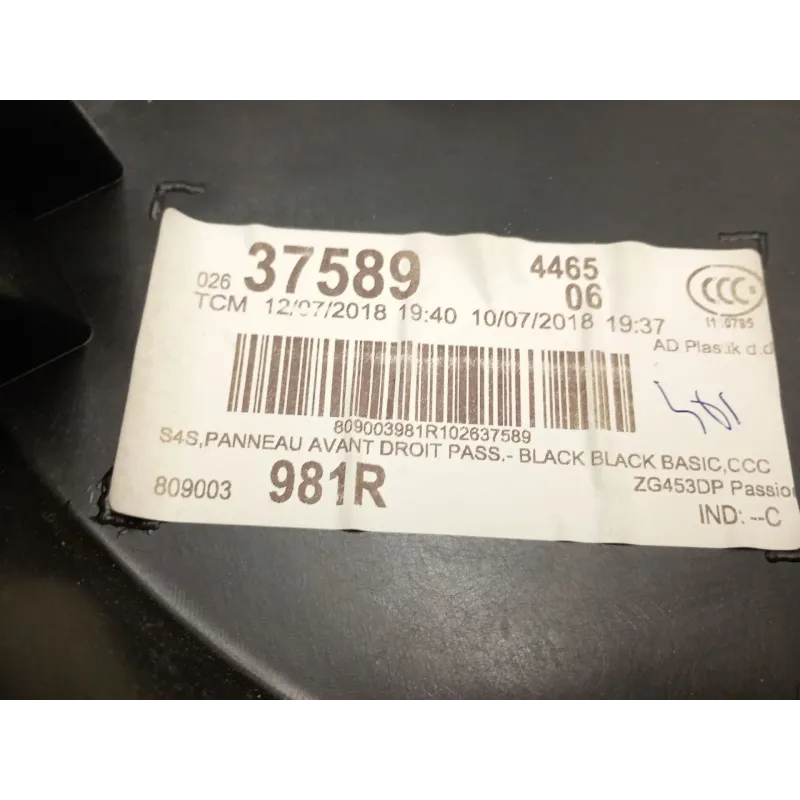 026 37589 4465
06
CCC
TCM 12/07/2018 19:40 10/07/2018 19:37
AD Plastik d.d
809003981R102637589
S4S,PANNEAU AVANT DROIT PASS.- BLACK BLACK BASIC,CCC
809003 981R ZG453DP Passion
IND: --C